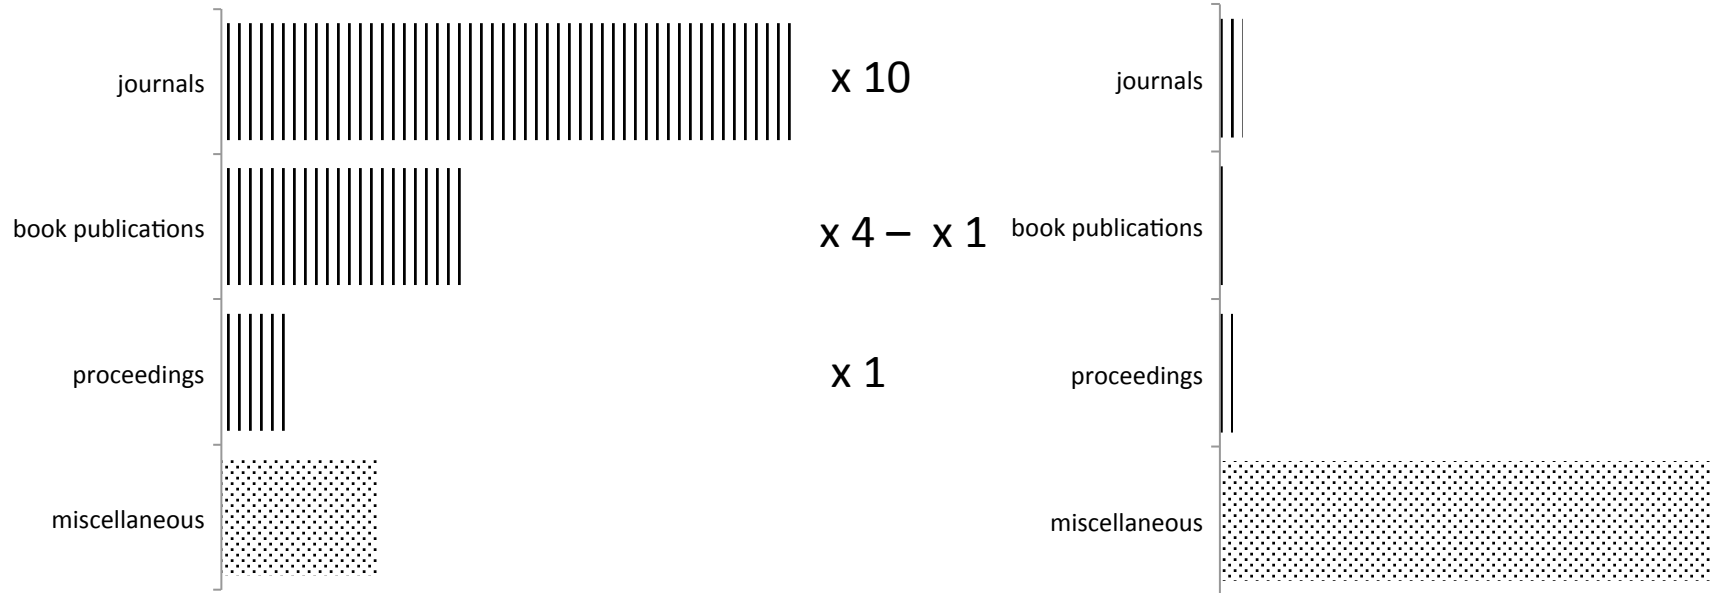 journals
x 10
journals
book publications
x 4 – x 1
book publications
proceedings
x 1
proceedings
miscellaneous
miscellaneous